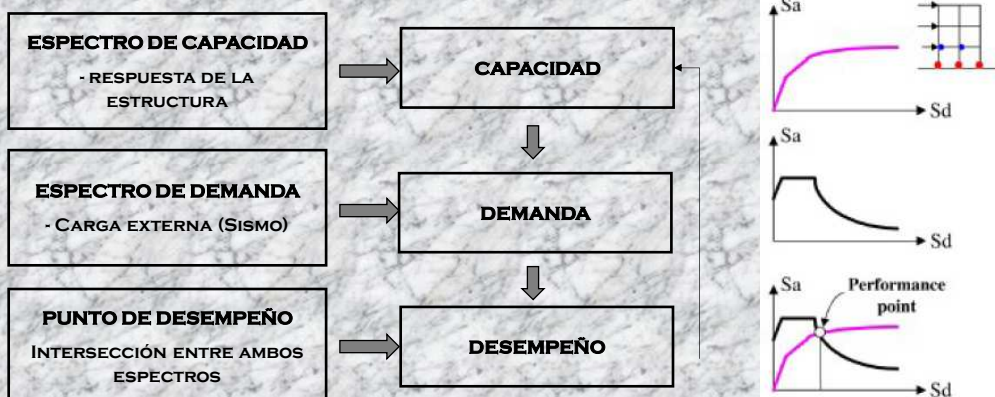 ESPECTRO DE CAPACIDAD
- RESPUESTA DE LA
ESTRUCTURA
CAPACIDAD
Sa
Sd
ESPECTRO DE DEMANDA
- CARGA EXTERNA (SISMO)
DEMANDA
Sa
Sd
PUNTO DE DESEMPEÑO
INTERSECCIÓN ENTRE AMBOS
ESPECTROS
DESEMPEÑO
Sa
Performance
point
Sd